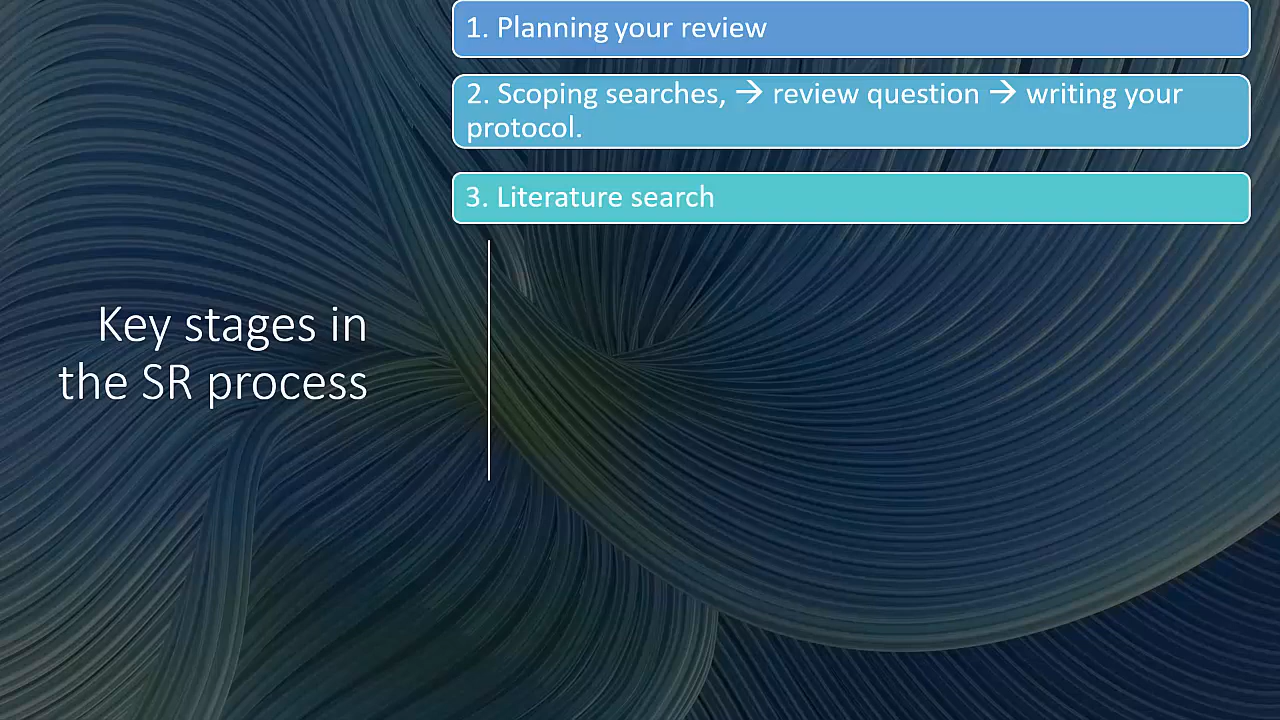 1. Planning your review
2. Scoping searches, → review question → writing your
protocol.
3. Literature search
Key stages in
the SR process